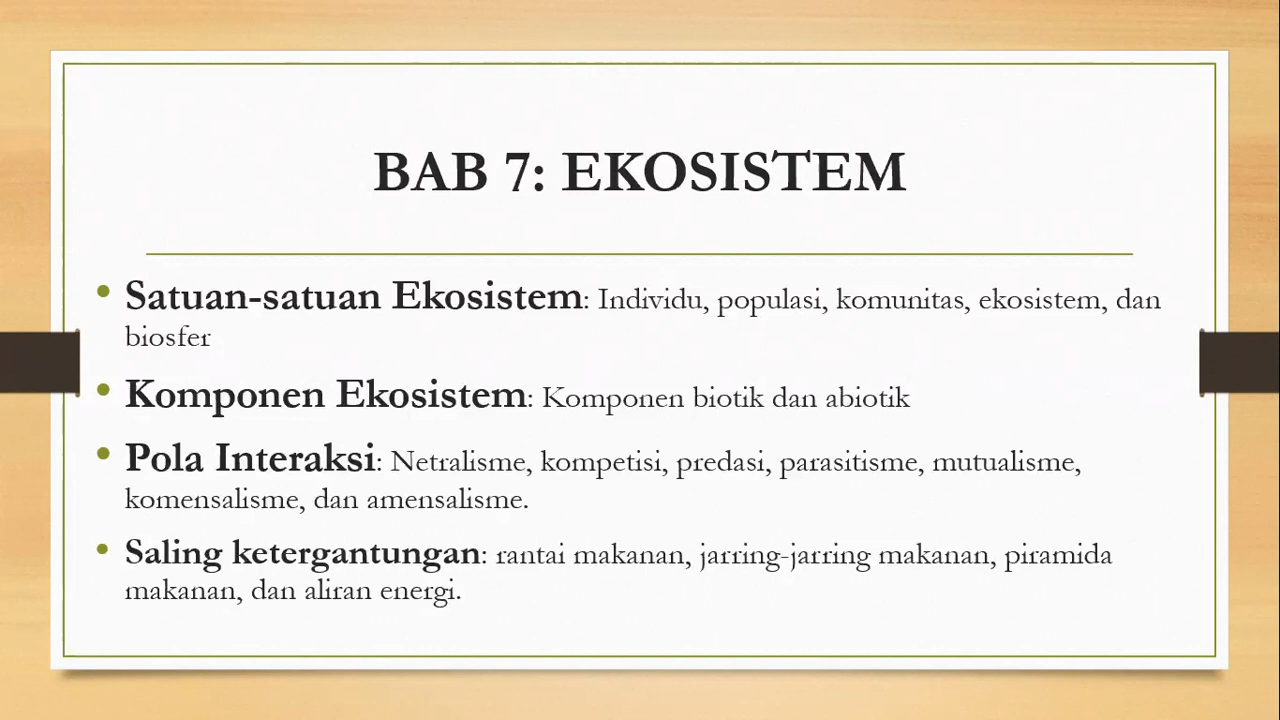 BAB 7: EKOSISTEM
• Satuan-satuan Ekosistem: Individu, populasi, komunitas, ekosistem, dan
biosfer
• Komponen Ekosistem: Komponen biotik dan abiotik
• Pola Interaksi: Netralisme, kompetisi, predasi, parasitisme, mutualisme,
komensalisme, dan amensalisme.
• Saling ketergantungan: rantai makanan, jarring-jarring makanan, piramida
makanan, dan aliran energi.